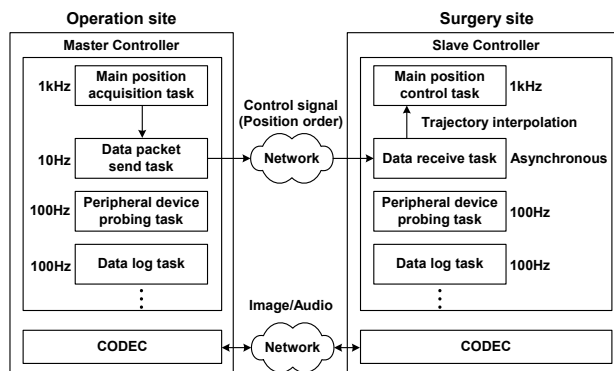 Operation site
Master Controller
1kHz
Main position
acquisition task
10Hz
Data packet
send task
100Hz
Peripheral device
probing task
100Hz
Data log task
CODEC
Control signal
(Position order)
Network
Image/Audio
Network
Surgery site
Slave Controller
Main position
control task
1kHz
Trajectory interpolation
Data receive task
Asynchronous
Peripheral device
probing task
100Hz
Data log task
100Hz
CODEC